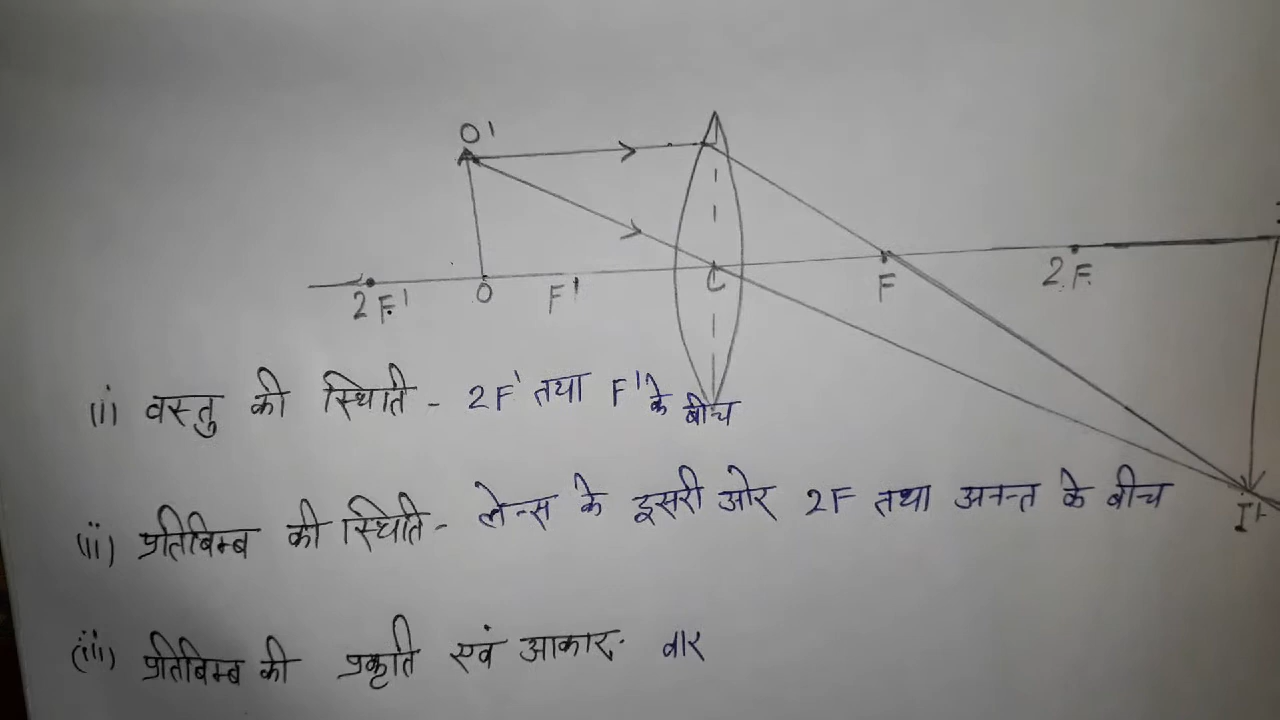 O'
C
F
2F
2F'
O
F'
I'
(i) वस्तु की स्थिति - 2F' तथा F' के बीच
(ii) प्रतिबिम्ब की स्थिति - लेन्स के दुसरी ओर 2F तथा अनन्त के बीच
(iii) प्रतिबिम्ब की प्रकृति एवं आकार - वार